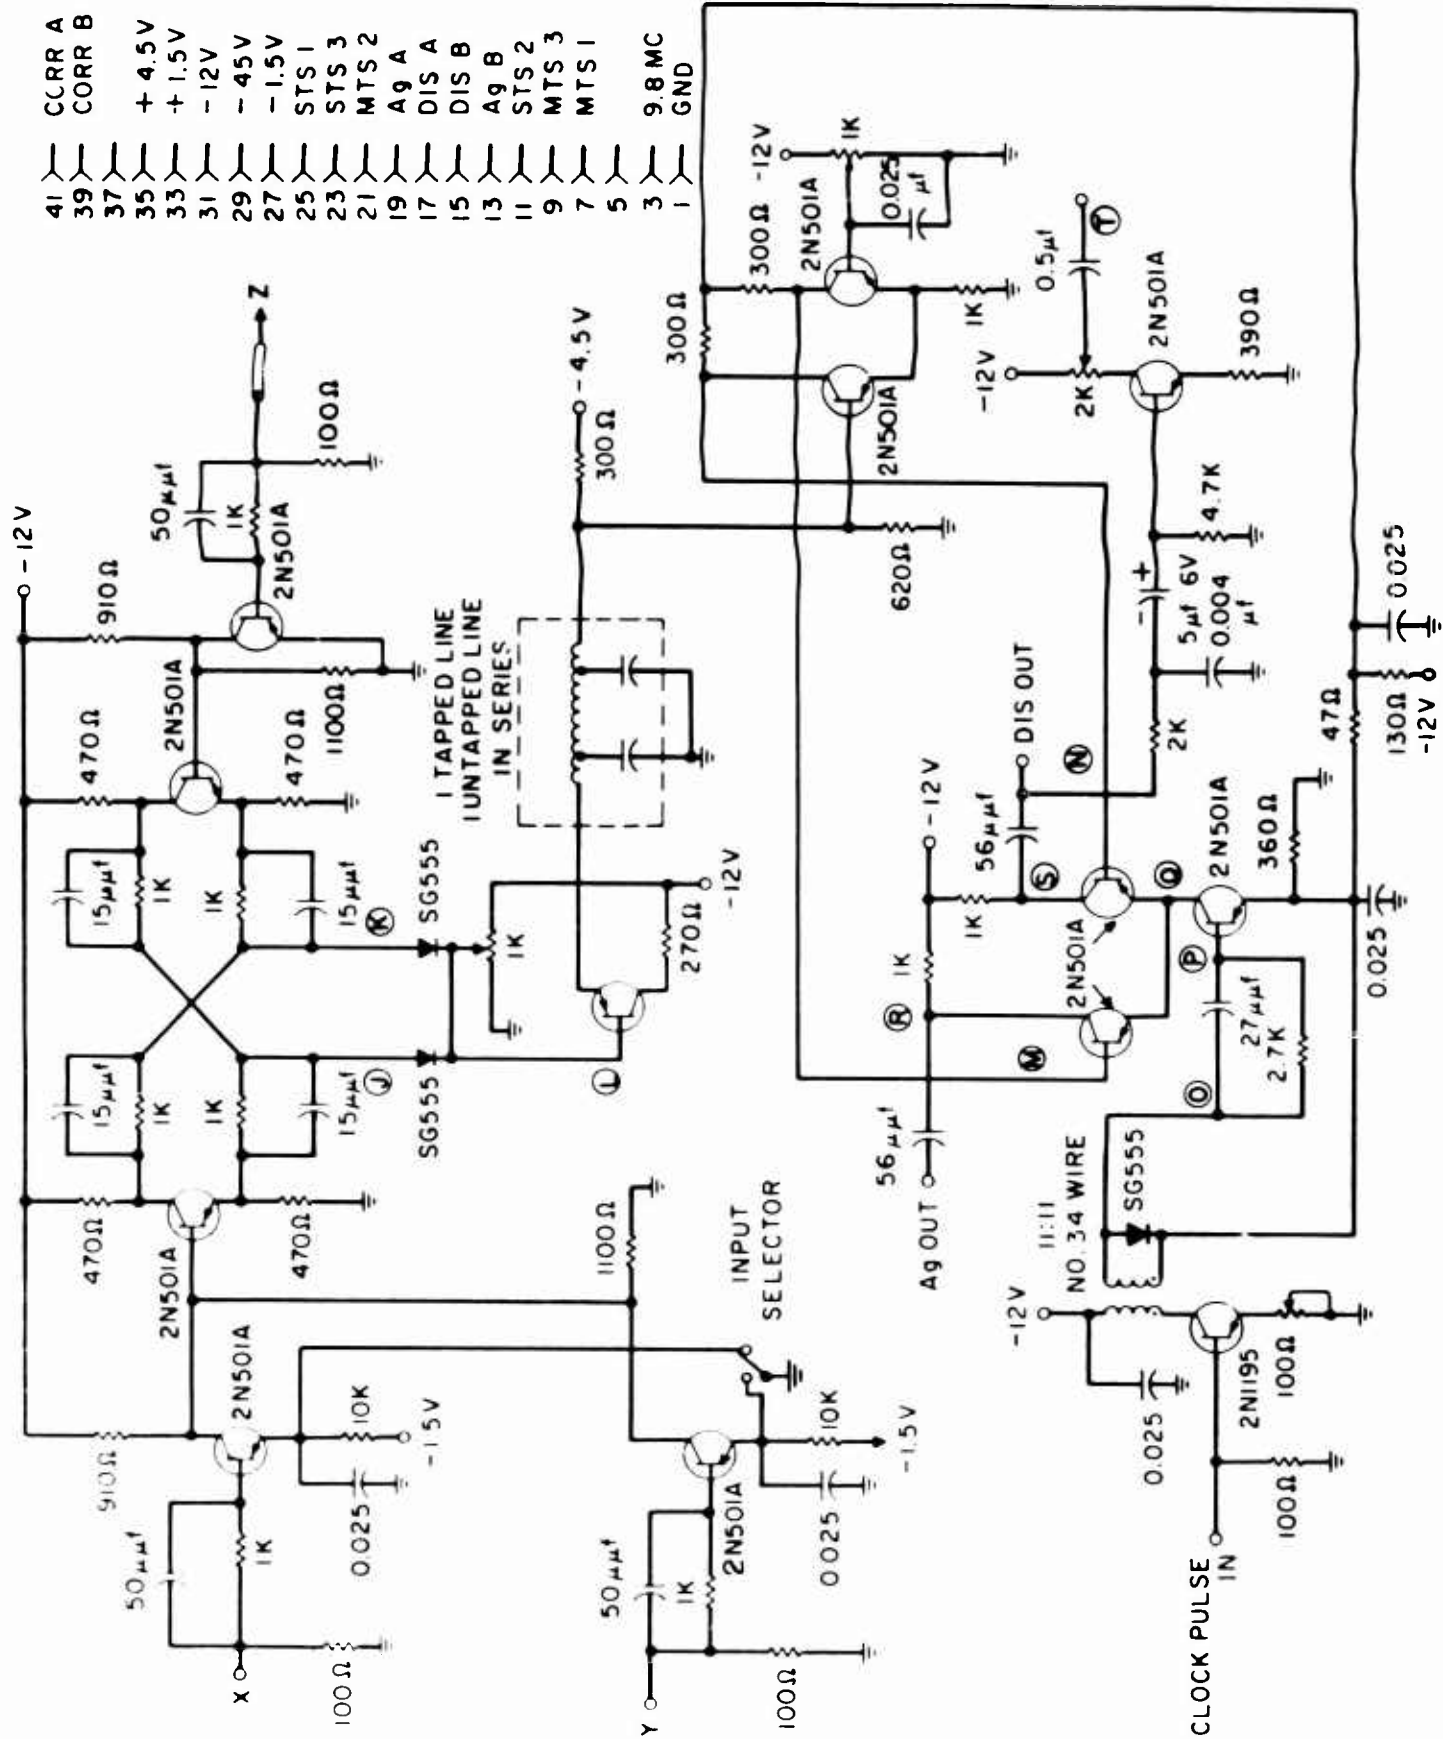 41 CCRR A
39 CORR B
37
35 + 4.5V
33 + 1.5V
31 -12V
29 - 45V
27 -1.5V
25 STS 1
23 STS 3
21 MTS 2
19 Ag A
17 DIS A
15 DIS B
13 Ag B
11 STS 2
9 MTS 3
7 MTS 1
5
3 9.8 MC
1 GND
-12V
910Ω
470Ω
470Ω
910Ω
50μμf
1K
2N501A
Z
100Ω
2N501A
1100Ω
470Ω
470Ω
2N501A
15μμf
1K
15μμf
1K
1K
15μμf
1K
15μμf
K
J
SG555
SG555
1K
270Ω
-12V
L
1 TAPPED LINE
1 UNTAPPED LINE
IN SERIES
300Ω
-4.5V
620Ω
X
50μμf
1K
100Ω
2N501A
10K
0.025
-1 5V
Y
50μμf
1K
100Ω
2N501A
10K
0 025
-1.5V
1100Ω
INPUT
SELECTOR
300Ω
300Ω
-12V
1K
2N501A
0.025
μf
2N501A
1K
0.5μf
T
-12V
2K
2N501A
390Ω
4.7K
- +
5μf 6V
0.004
μf
2K
DIS OUT
N
56μμf
S
-12V
1K
1K
R
56μμf
Ag OUT
M
2N501A
Q
2N501A
P
27μμf
2.7K
O
360Ω
47Ω
130Ω
-12V
0.025
0.025
11:11
NO. 34 WIRE
SG555
-12V
0.025
2N1195
100Ω
100Ω
CLOCK PULSE
IN